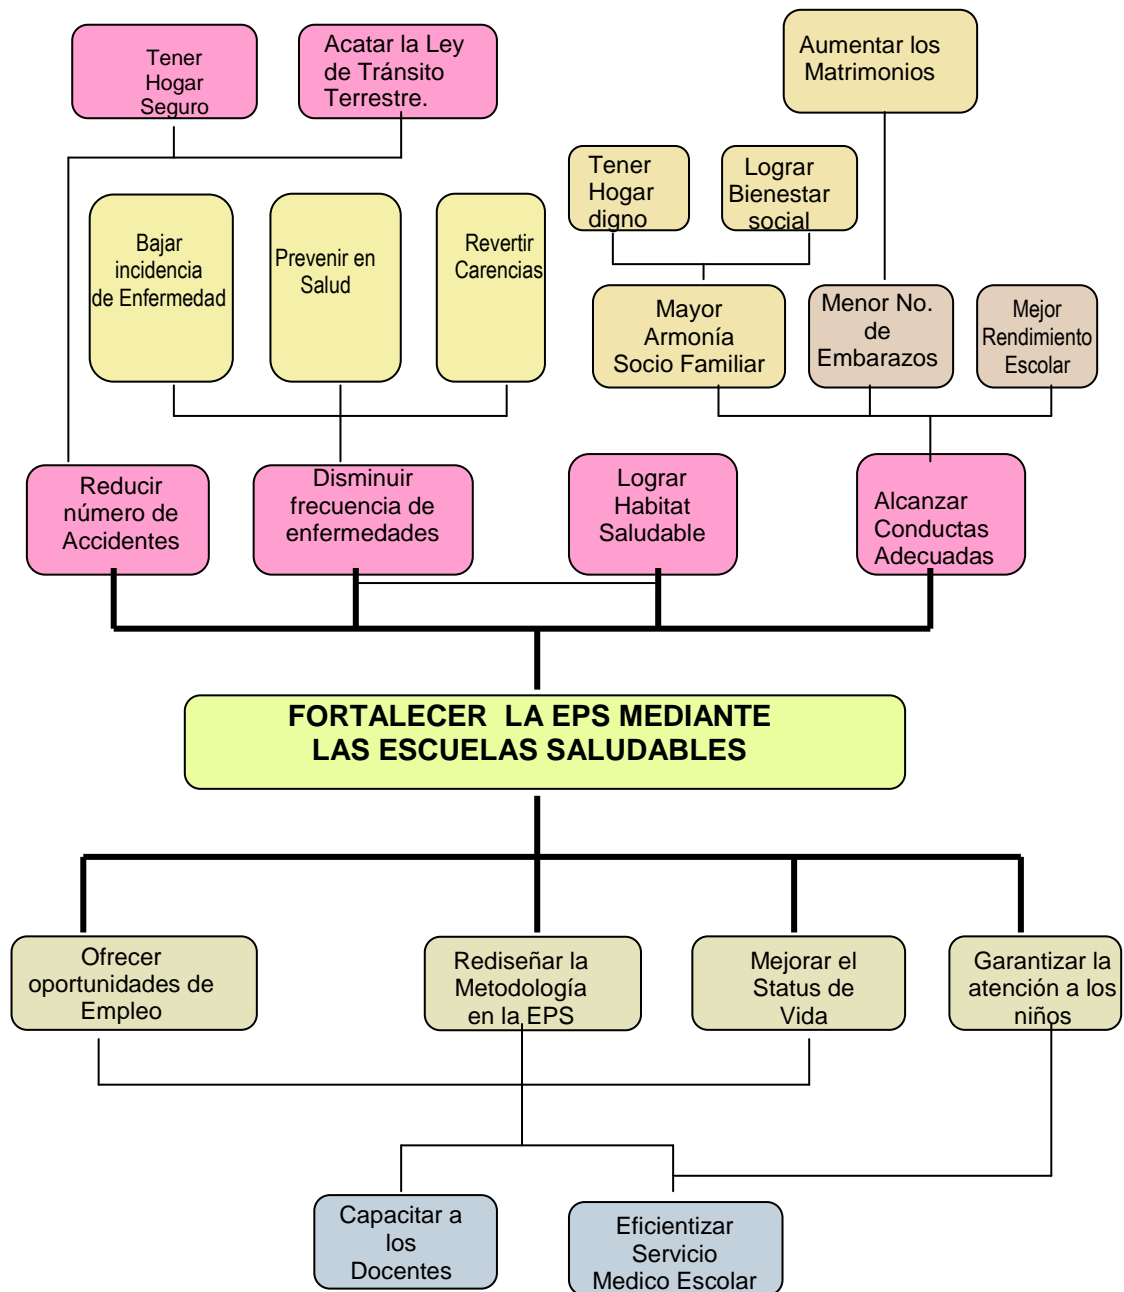 Tener
Hogar
Seguro
Acatar la Ley
de Tránsito
Terrestre.
Aumentar los
Matrimonios
Tener
Hogar
digno
Lograr
Bienestar
social
Bajar
incidencia
de Enfermedad
Prevenir en
Salud
Revertir
Carencias
Mayor
Armonía
Socio Familiar
Menor No.
de
Embarazos
Mejor
Rendimiento
Escolar
Reducir
número de
Accidentes
Disminuir
frecuencia de
enfermedades
Lograr
Habitat
Saludable
Alcanzar
Conductas
Adecuadas
FORTALECER LA EPS MEDIANTE
LAS ESCUELAS SALUDABLES
Ofrecer
oportunidades de
Empleo
Rediseñar la
Metodología
en la EPS
Mejorar el
Status de
Vida
Garantizar la
atención a los
niños
Capacitar a
los
Docentes
Eficientizar
Servicio
Medico Escolar